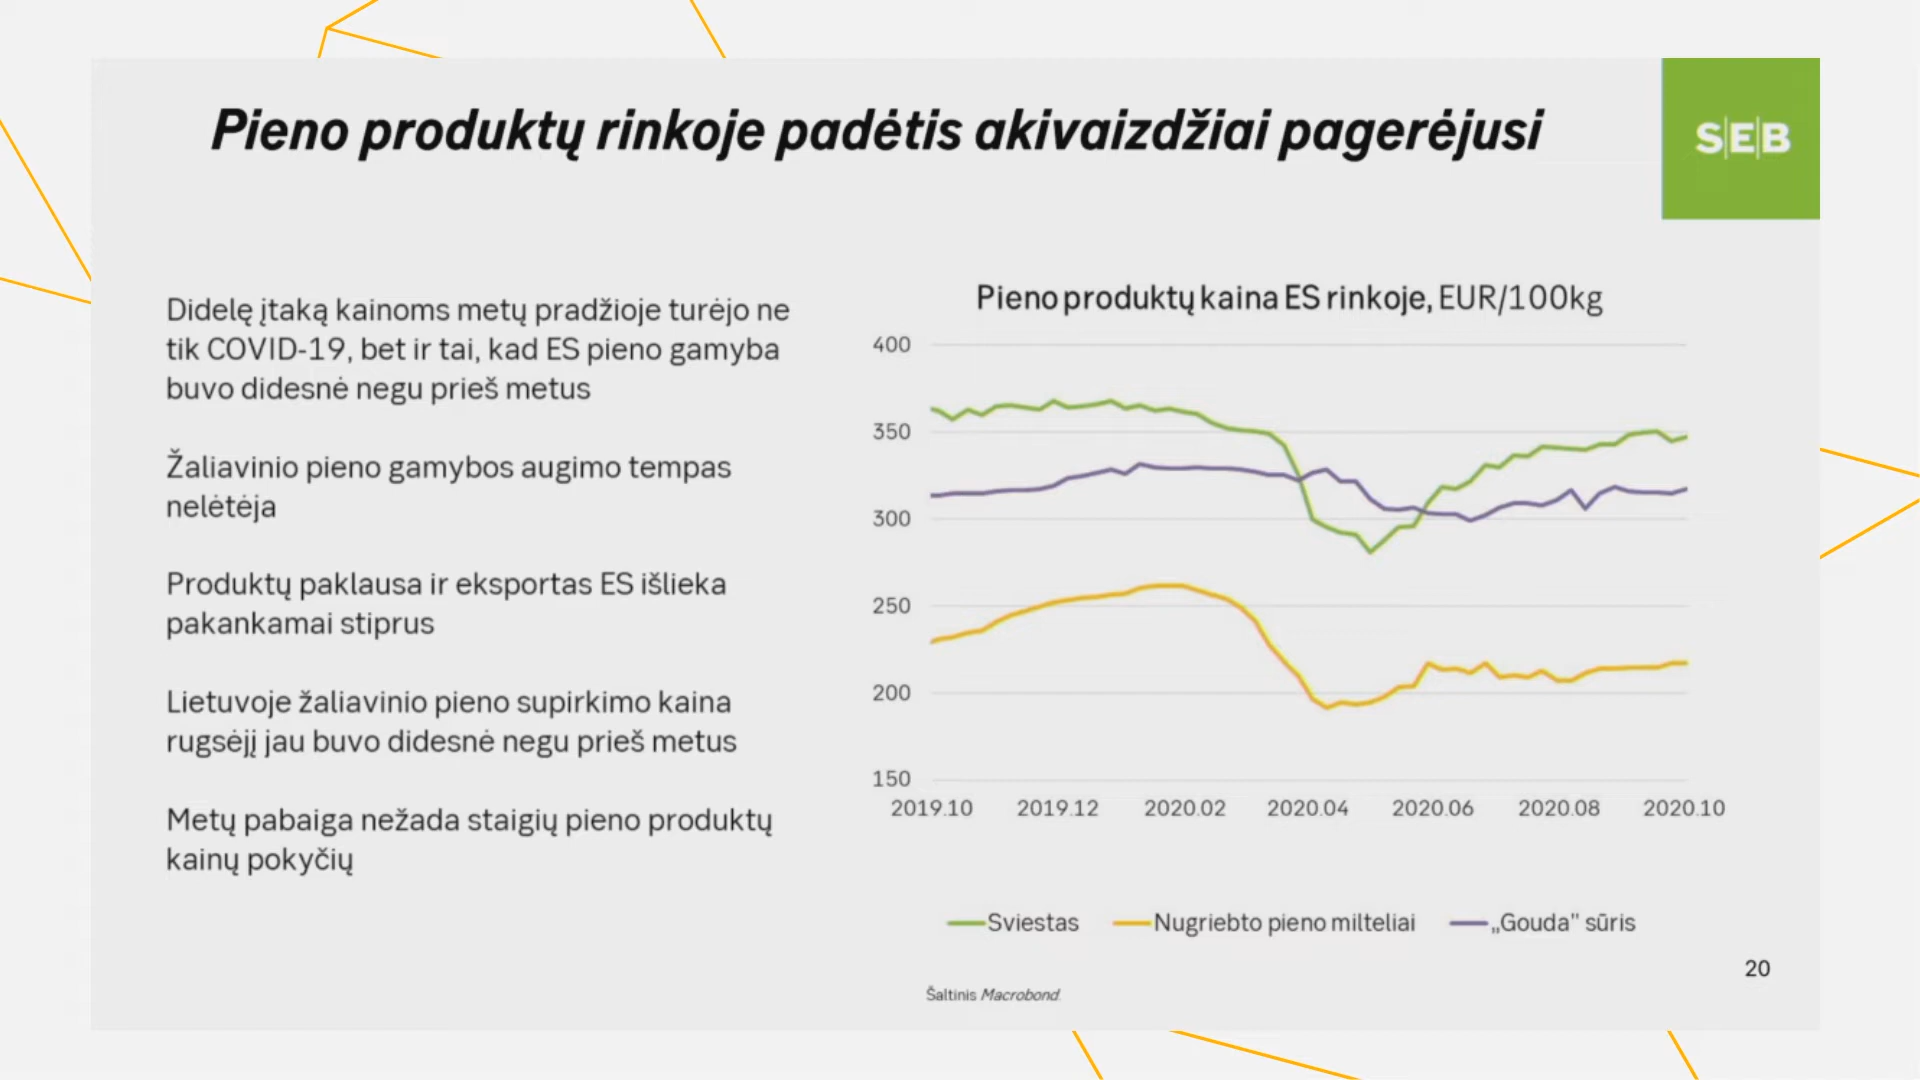 Pieno produktų rinkoje padėtis akivaizdžiai pagerėjusi
S|E|B
Didelę įtaką kainoms metų pradžioje turėjo ne
tik COVID-19, bet ir tai, kad ES pieno gamyba
buvo didesnė negu prieš metus
Žaliavinio pieno gamybos augimo tempas
nelėtėja
Produktų paklausa ir eksportas ES išlieka
pakankamai stiprus
Lietuvoje žaliavinio pieno supirkimo kaina
rugsėjį jau buvo didesnė negu prieš metus
Metų pabaiga nežada staigių pieno produktų
kainų pokyčių
Pieno produktų kaina ES rinkoje, EUR/100kg
400
350
300
250
200
150
2019.10 2019.12 2020.02 2020.04 2020.06 2020.08 2020.10
Sviestas Nugriebto pieno milteliai „Gouda" sūris
20
Šaltinis Macrobond.